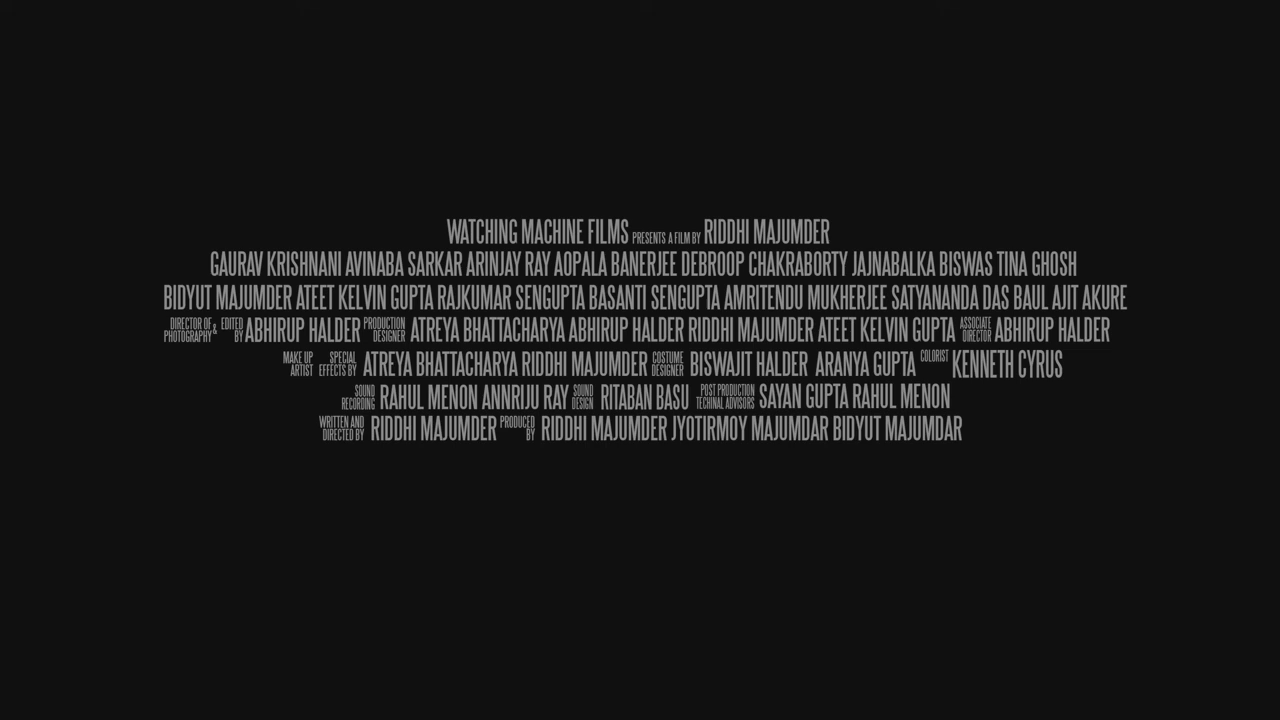 WATCHING MACHINE FILMS PRESENTS A FILM BY RIDDHI MAJUMDER
GAURAV KRISHNANI AVINABA SARKAR ARINJAY RAY AOPALA BANERJEE DEBROOP CHAKRABORTY JAJNABALKA BISWAS TINA GHOSH
BIDYUT MAJUMDER ATEET KELVIN GUPTA RAJKUMAR SENGUPTA BASANTI SENGUPTA AMRITENDU MUKHERJEE SATYANANDA DAS BAUL AJIT AKURE
DIRECTOR OF PHOTOGRAPHY & EDITED BY ABHIRUP HALDER PRODUCTION DESIGNER ATREYA BHATTACHARYA ABHIRUP HALDER RIDDHI MAJUMDER ATEET KELVIN GUPTA ASSOCIATE DIRECTOR ABHIRUP HALDER
MAKE UP ARTIST SPECIAL EFFECTS BY ATREYA BHATTACHARYA RIDDHI MAJUMDER COSTUME DESIGNER BISWAJIT HALDER ARANYA GUPTA COLORIST KENNETH CYRUS
SOUND RECORDING RAHUL MENON ANNRIJU RAY SOUND DESIGN RITABAN BASU POST PRODUCTION TECHINAL ADVISORS SAYAN GUPTA RAHUL MENON
WRITTEN AND DIRECTED BY RIDDHI MAJUMDER PRODUCED BY RIDDHI MAJUMDER JYOTIRMOY MAJUMDAR BIDYUT MAJUMDAR